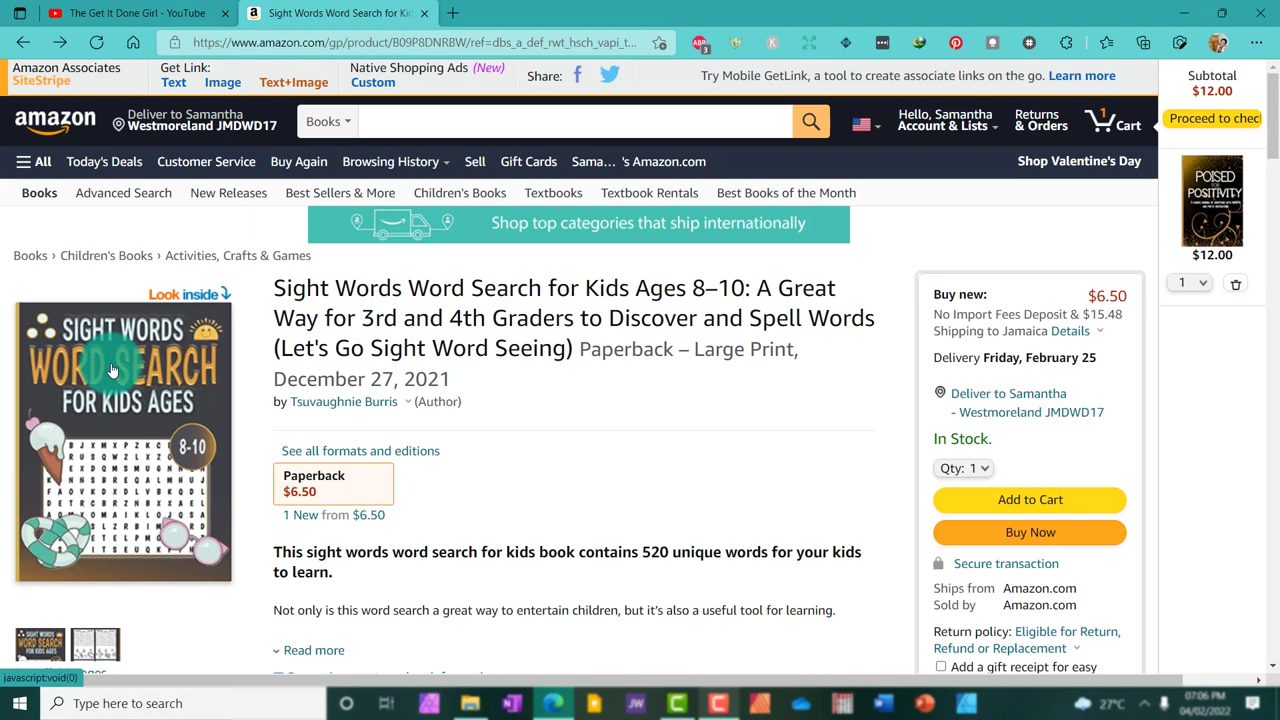 The Get It Done Girl - YouTube
Sight Words Word Search for Ki
https://www.amazon.com/gp/product/B09P8DNRBW/ref=dbs_a_def_rwt_hsch_vapi_t...
Amazon Associates
SiteStripe
Get Link:
Text Image Text+Image
Native Shopping Ads (New)
Custom
Share:
Try Mobile GetLink, a tool to create associate links on the go. Learn more
amazon
Deliver to Samantha
Westmoreland JMDWD17
Books
Hello, Samantha
Account & Lists
Returns
& Orders
1
Cart
All Today's Deals Customer Service Buy Again Browsing History Sell Gift Cards Sama... 's Amazon.com
Shop Valentine's Day
Books Advanced Search New Releases Best Sellers & More Children's Books Textbooks Textbook Rentals Best Books of the Month
Shop top categories that ship internationally
Books › Children's Books › Activities, Crafts & Games
Look inside
SIGHT WORDS
WORD SEARCH
FOR KIDS AGES
8-10
Sight Words Word Search for Kids Ages 8–10: A Great
Way for 3rd and 4th Graders to Discover and Spell Words
(Let's Go Sight Word Seeing) Paperback – Large Print,
December 27, 2021
by Tsuvaughnie Burris (Author)
See all formats and editions
Paperback
$6.50
1 New from $6.50
This sight words word search for kids book contains 520 unique words for your kids
to learn.
Not only is this word search a great way to entertain children, but it's also a useful tool for learning.
Read more
Buy new: $6.50
No Import Fees Deposit & $15.48
Shipping to Jamaica Details
Delivery Friday, February 25
Deliver to Samantha
- Westmoreland JMDWD17
In Stock.
Qty: 1
Add to Cart
Buy Now
Secure transaction
Ships from Amazon.com
Sold by Amazon.com
Return policy: Eligible for Return,
Refund or Replacement
Add a gift receipt for easy
Subtotal
$12.00
Proceed to chec
POISED
FOR
POSITIVITY
$12.00
1
javascript:void(0)
Type here to search
27°C
07:06 PM
04/02/2022